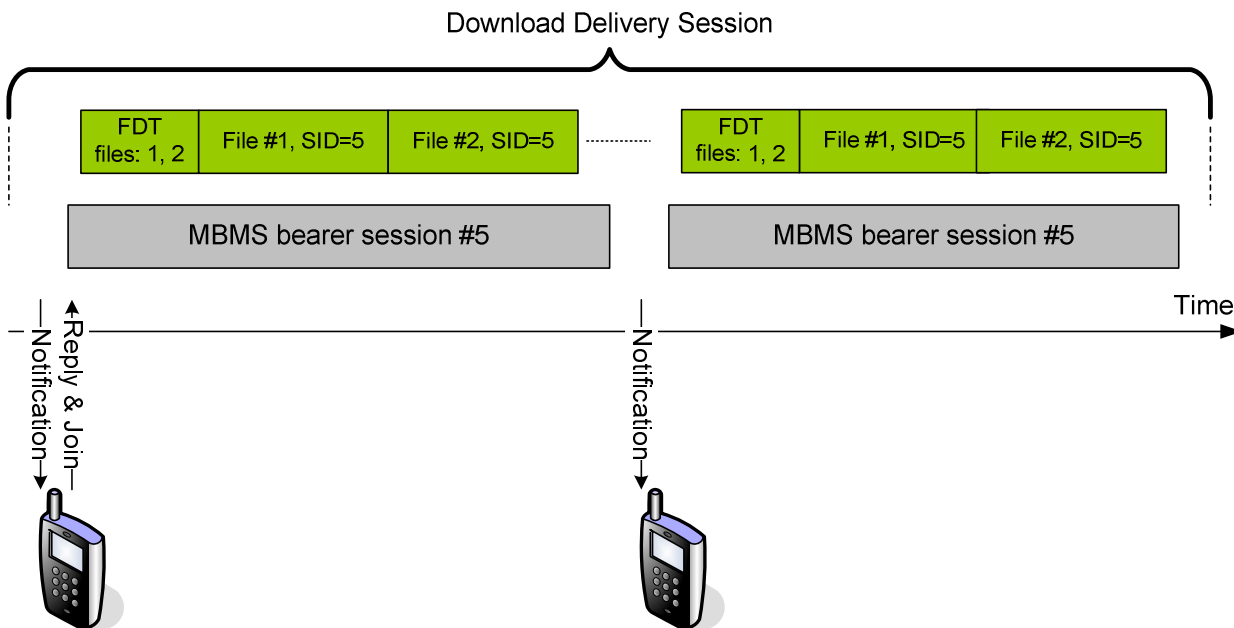 Download Delivery Session
FDT
files: 1, 2
File #1, SID=5
File #2, SID=5
FDT
files: 1, 2
File #1, SID=5
File #2, SID=5
MBMS bearer session #5
MBMS bearer session #5
Time
Notification
Reply & Join
Notification